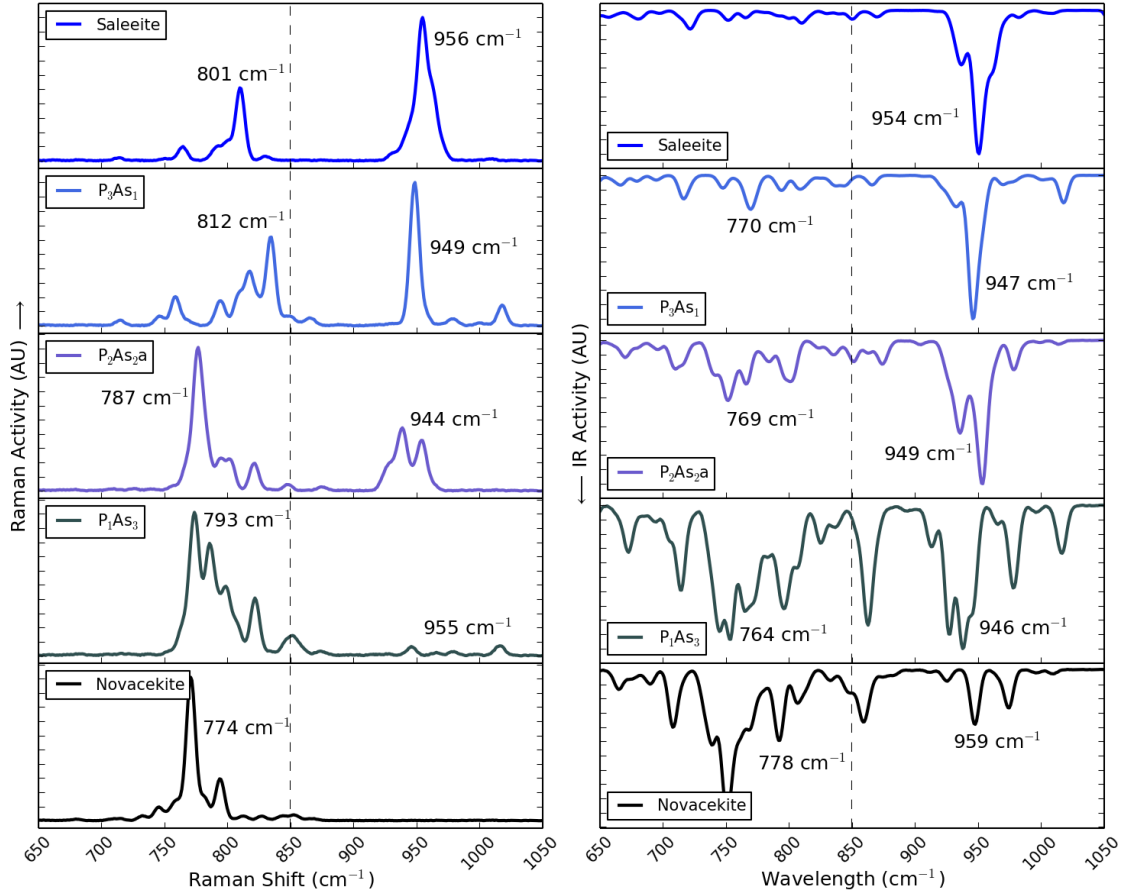 Saleeite
956 cm⁻¹
801 cm⁻¹
P₃As₁
812 cm⁻¹
949 cm⁻¹
P₂As₂a
787 cm⁻¹
944 cm⁻¹
P₁As₃
793 cm⁻¹
955 cm⁻¹
Novacekite
774 cm⁻¹
Raman Activity (AU) ⟶
650 700 750 800 850 900 950 1000 1050
Raman Shift (cm⁻¹)
954 cm⁻¹
Saleeite
770 cm⁻¹
947 cm⁻¹
P₃As₁
769 cm⁻¹
949 cm⁻¹
P₂As₂a
764 cm⁻¹
946 cm⁻¹
P₁As₃
959 cm⁻¹
778 cm⁻¹
Novacekite
⟵ IR Activity (AU)
650 700 750 800 850 900 950 1000 1050
Wavelength (cm⁻¹)